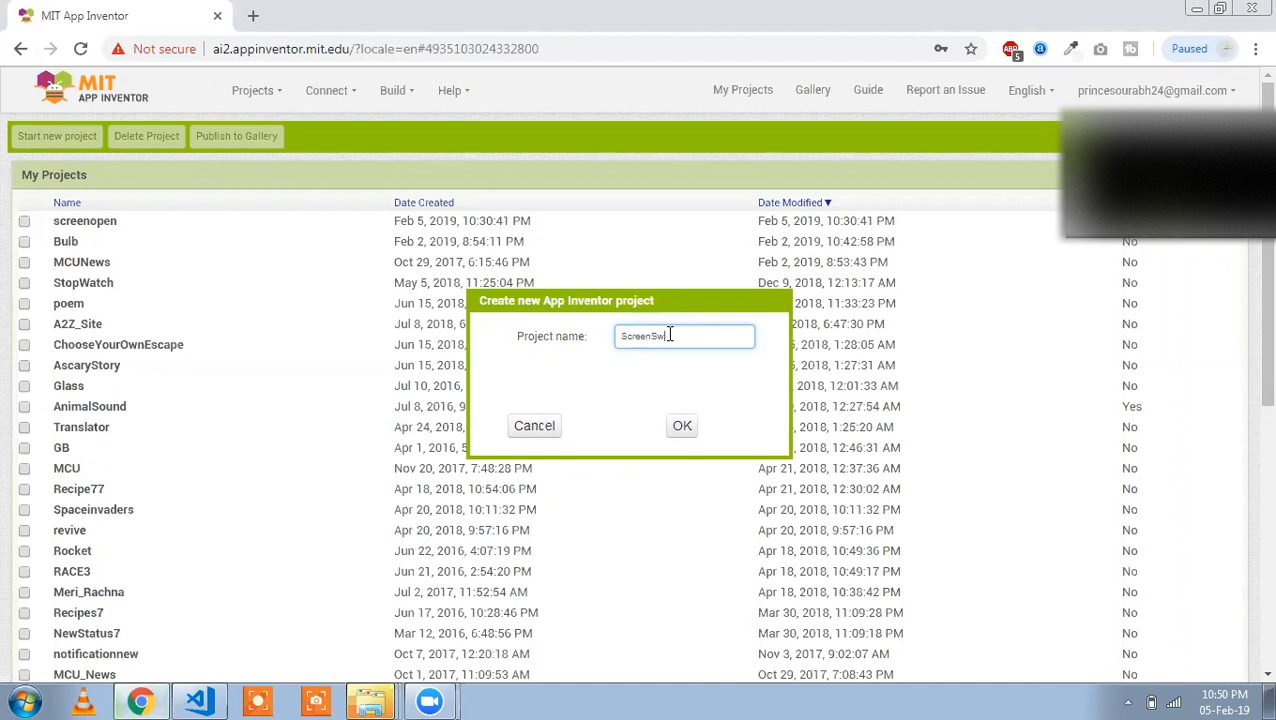 MIT App Inventor
Not secure ai2.appinventor.mit.edu/?locale=en#4935103024332800 ABP 5 a tb Paused
MIT
APP INVENTOR
Projects Connect Build Help My Projects Gallery Guide Report an Issue English princesourabh24@gmail.com
Start new project Delete Project Publish to Gallery
My Projects
Name Date Created Date Modified
screenopen Feb 5, 2019, 10:30:41 PM Feb 5, 2019, 10:30:41 PM
Bulb Feb 2, 2019, 8:54:11 PM Feb 2, 2019, 10:42:58 PM No
MCUNews Oct 29, 2017, 6:15:46 PM Feb 2, 2019, 8:53:43 PM No
StopWatch May 5, 2018, 11:25:04 PM Dec 9, 2018, 12:13:17 AM No
poem Jun 15, 2018, 11:33:23 PM No
A2Z_Site Jul 8, 2018, 6:47:30 PM No
ChooseYourOwnEscape Jun 15, 1:28:05 AM No
AscaryStory Jun 15, 1:27:31 AM No
Glass Jul 10, 2016, 2018, 12:01:33 AM No
AnimalSound Jul 8, 2016, 9 2018, 12:27:54 AM Yes
Translator Apr 24, 2018, 2018, 1:25:20 AM No
GB Apr 1, 2016, 5 2018, 12:46:31 AM No
MCU Nov 20, 2017, 7:48:28 PM Apr 21, 2018, 12:37:36 AM No
Recipe77 Apr 18, 2018, 10:54:06 PM Apr 21, 2018, 12:30:02 AM No
Spaceinvaders Apr 20, 2018, 10:11:32 PM Apr 20, 2018, 10:11:32 PM No
revive Apr 20, 2018, 9:57:16 PM Apr 20, 2018, 9:57:16 PM No
Rocket Jun 22, 2016, 4:07:19 PM Apr 18, 2018, 10:49:36 PM No
RACE3 Jun 21, 2016, 2:54:20 PM Apr 18, 2018, 10:49:17 PM No
Meri_Rachna Jul 2, 2017, 11:52:54 AM Apr 18, 2018, 10:38:42 PM No
Recipes7 Jun 17, 2016, 10:28:46 PM Mar 30, 2018, 11:09:28 PM No
NewStatus7 Mar 12, 2016, 6:48:56 PM Mar 30, 2018, 11:09:18 PM No
notificationnew Oct 7, 2017, 12:20:18 AM Nov 3, 2017, 9:02:07 AM No
MCU_News Oct 1, 2017, 11:09:53 AM Oct 29, 2017, 7:08:43 PM No
Create new App Inventor project
Project name: ScreenSwi
Cancel OK
10:50 PM
05-Feb-19